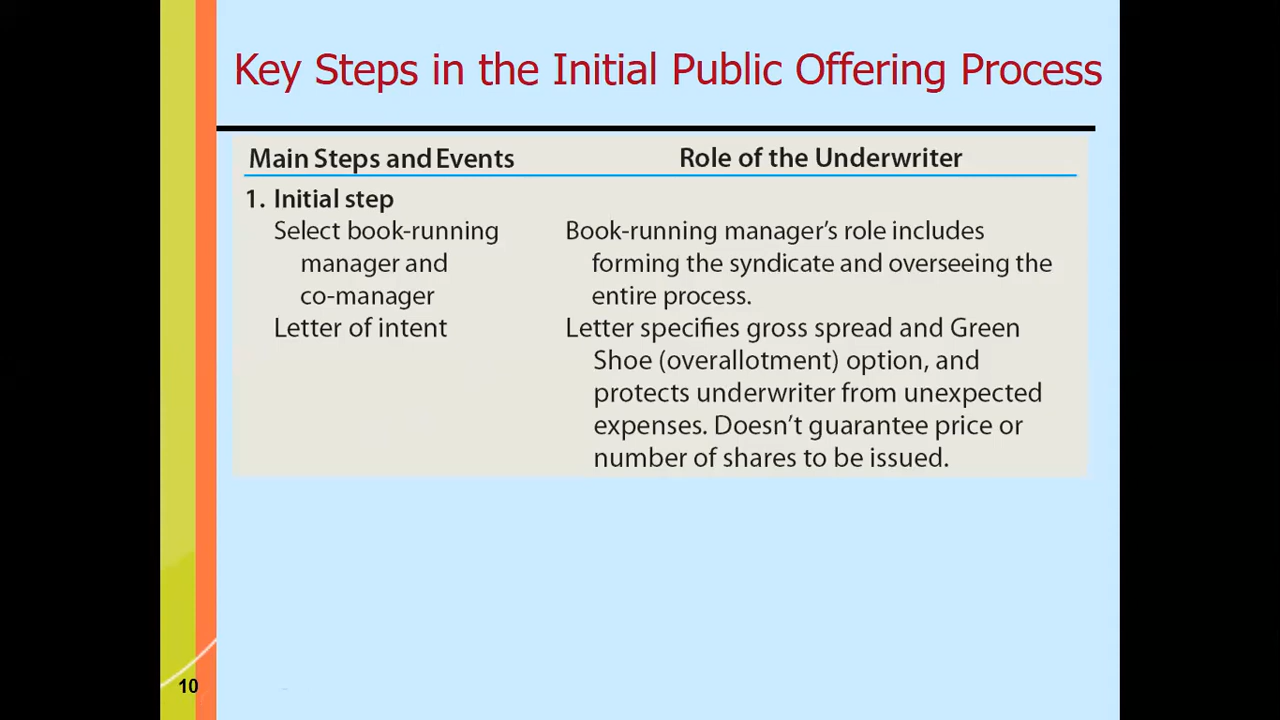 Key Steps in the Initial Public Offering Process
Main Steps and Events
Role of the Underwriter
1. Initial step
Select book-running
manager and
co-manager
Book-running manager’s role includes
forming the syndicate and overseeing the
entire process.
Letter of intent
Letter specifies gross spread and Green
Shoe (overallotment) option, and
protects underwriter from unexpected
expenses. Doesn’t guarantee price or
number of shares to be issued.
10